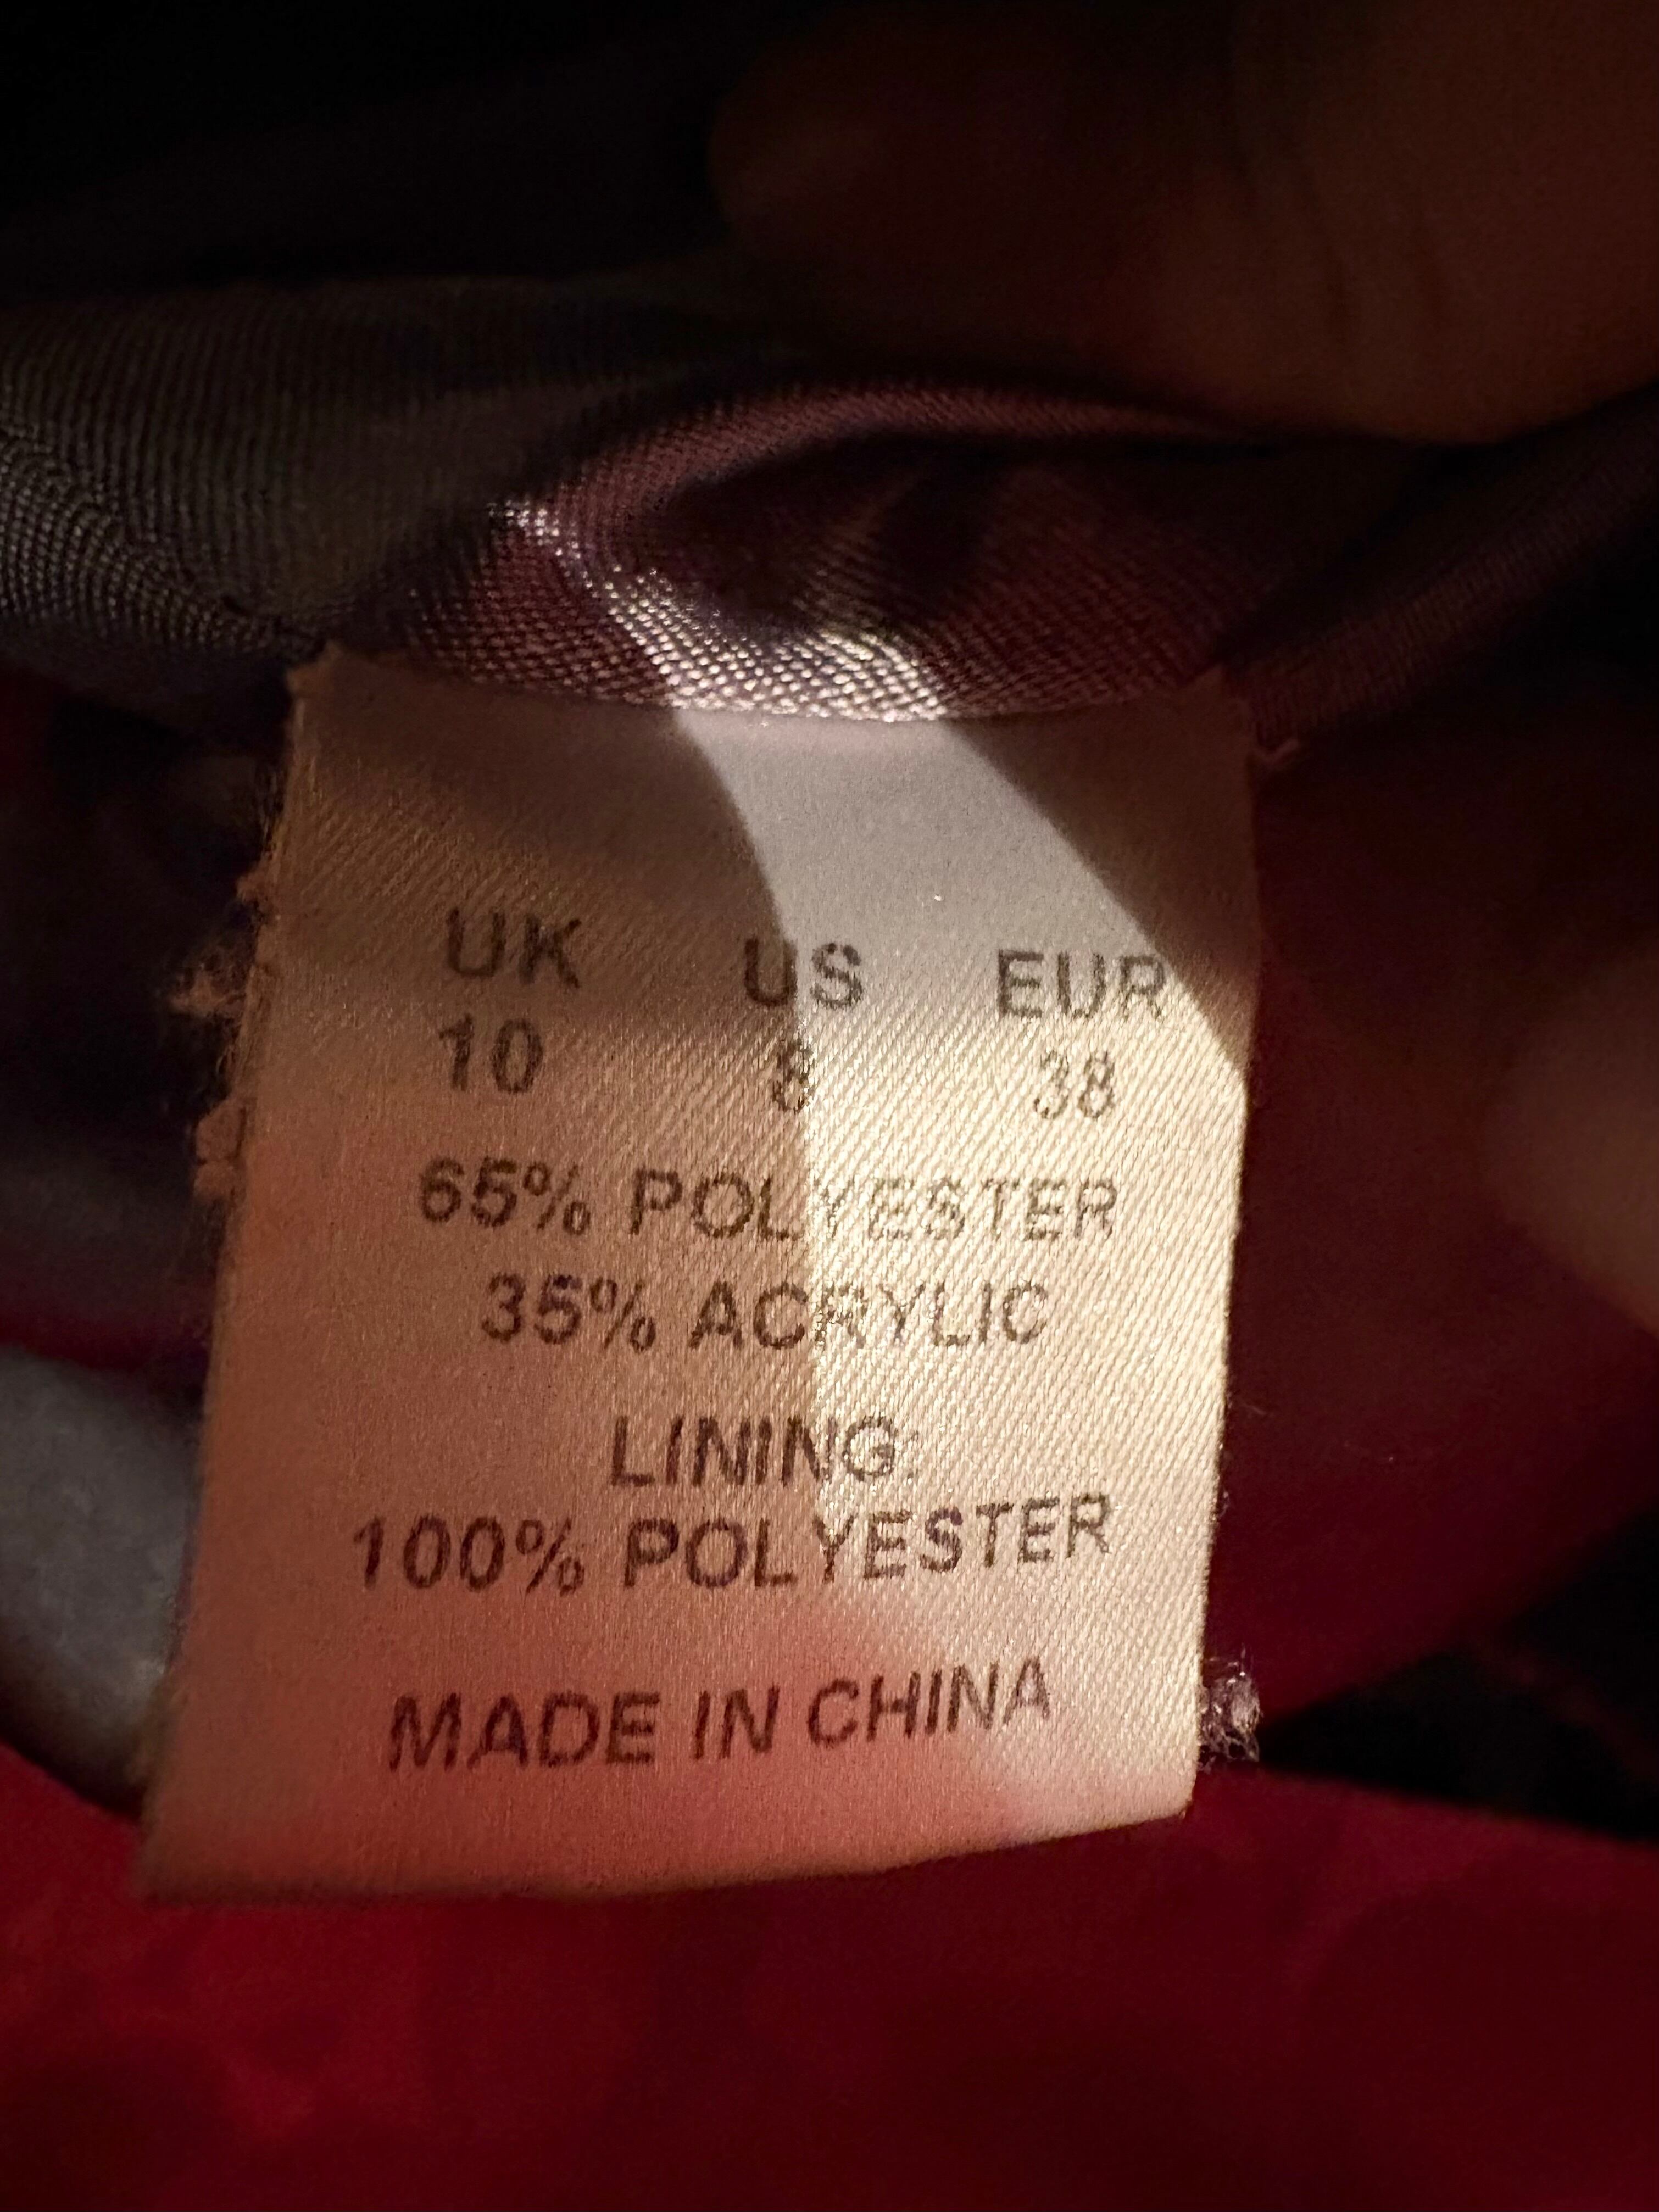 UK US EUR
10 8 38
65% POLYESTER
35% ACRYLIC
LINING:
100% POLYESTER
MADE IN CHINA